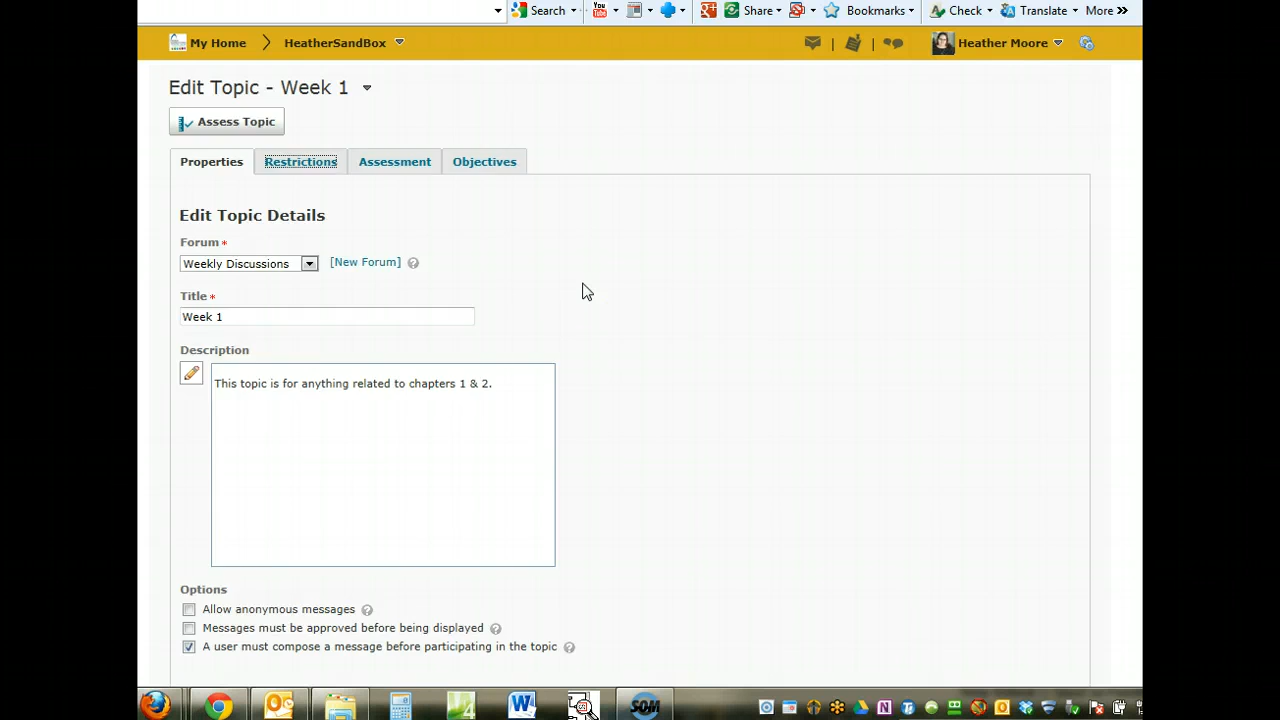 Search Share Bookmarks Check Translate More »
My Home HeatherSandBox Heather Moore
Edit Topic - Week 1
Assess Topic
Properties Restrictions Assessment Objectives
Edit Topic Details
Forum *
Weekly Discussions [New Forum] ?
Title *
Week 1
Description
This topic is for anything related to chapters 1 & 2.
Options
Allow anonymous messages ?
Messages must be approved before being displayed ?
A user must compose a message before participating in the topic ?